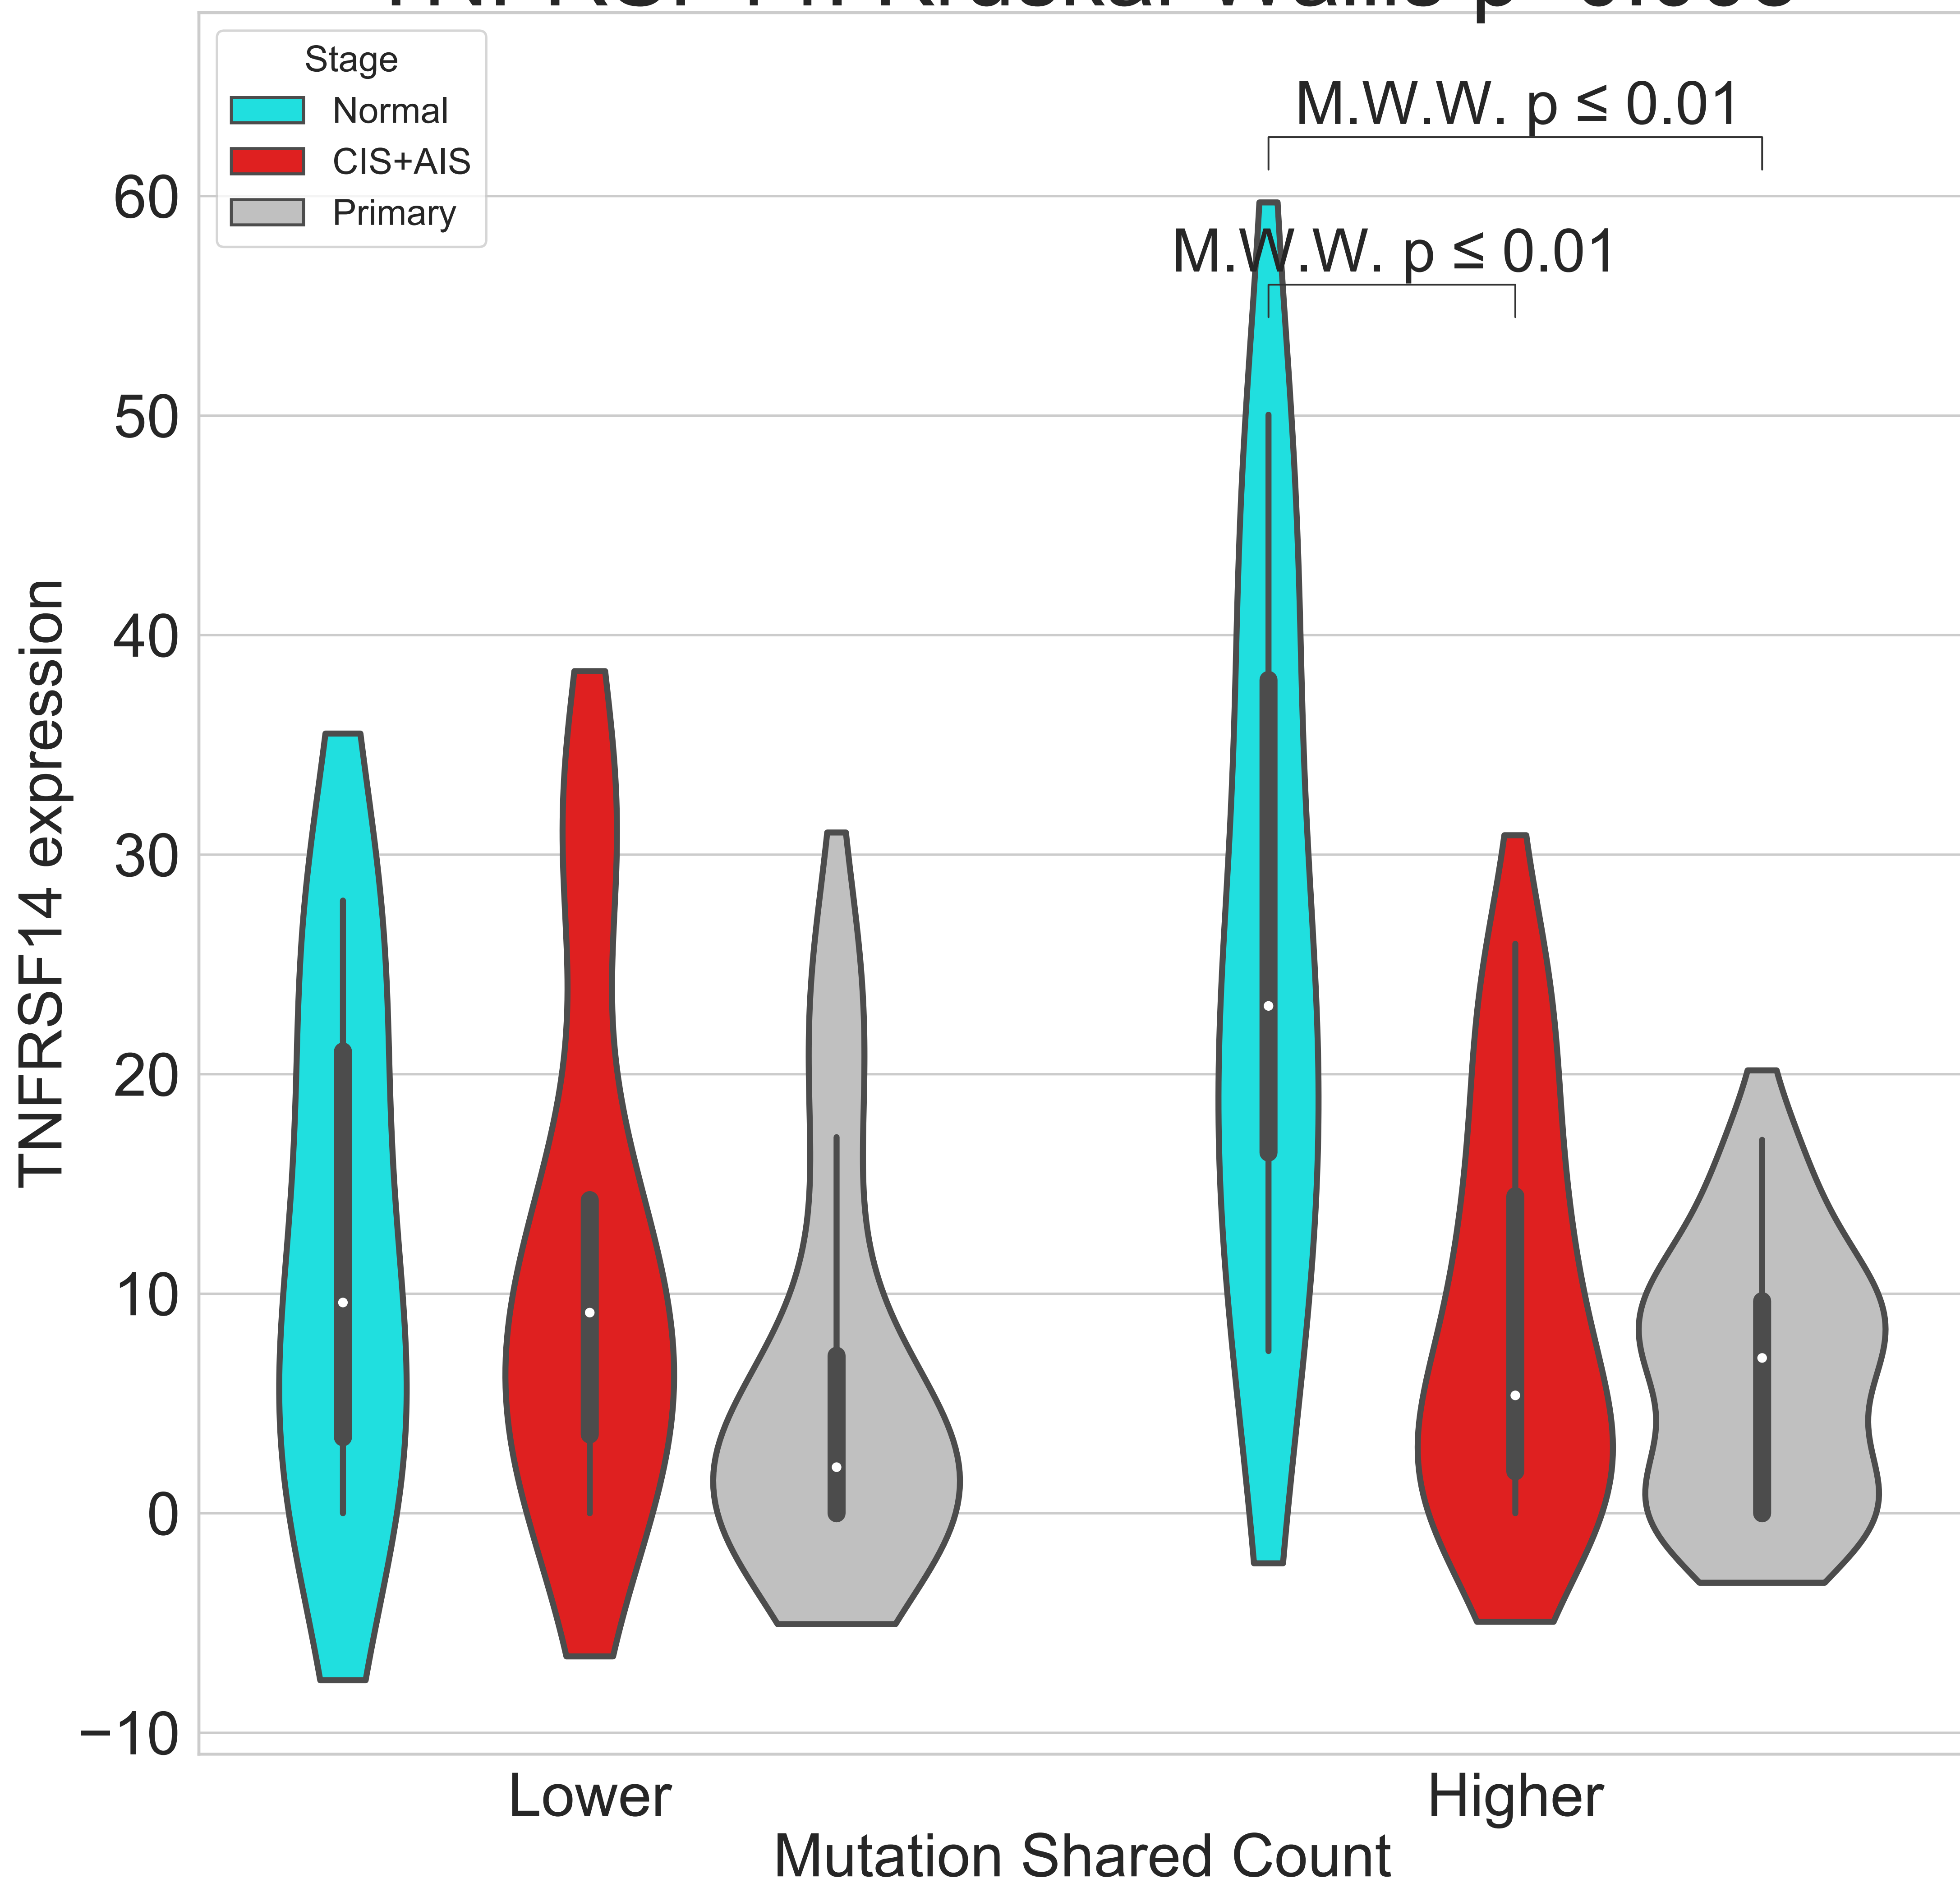 Stage
Normal
CIS+AIS
Primary
M.W.W. p ≤ 0.01
M.W.W. p ≤ 0.01
60
50
40
30
20
10
0
−10
TNFRSF14 expression
Lower
Higher
Mutation Shared Count